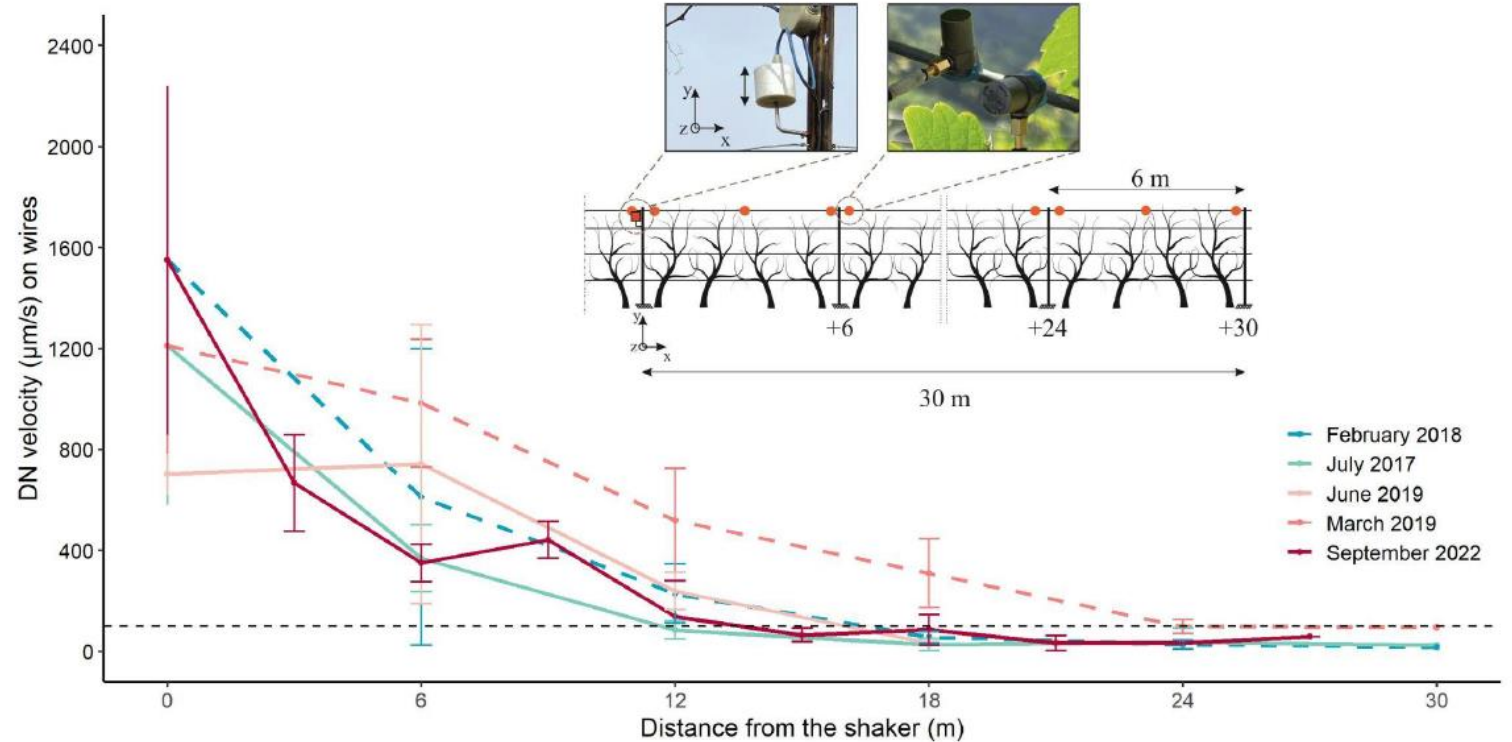 DN velocity (μm/s) on wires
2400
2000
1600
1200
800
400
0
0
6
12
18
24
30
Distance from the shaker (m)
y
z
x
6 m
+6
+24
+30
y
z
x
30 m
February 2018
July 2017
June 2019
March 2019
September 2022